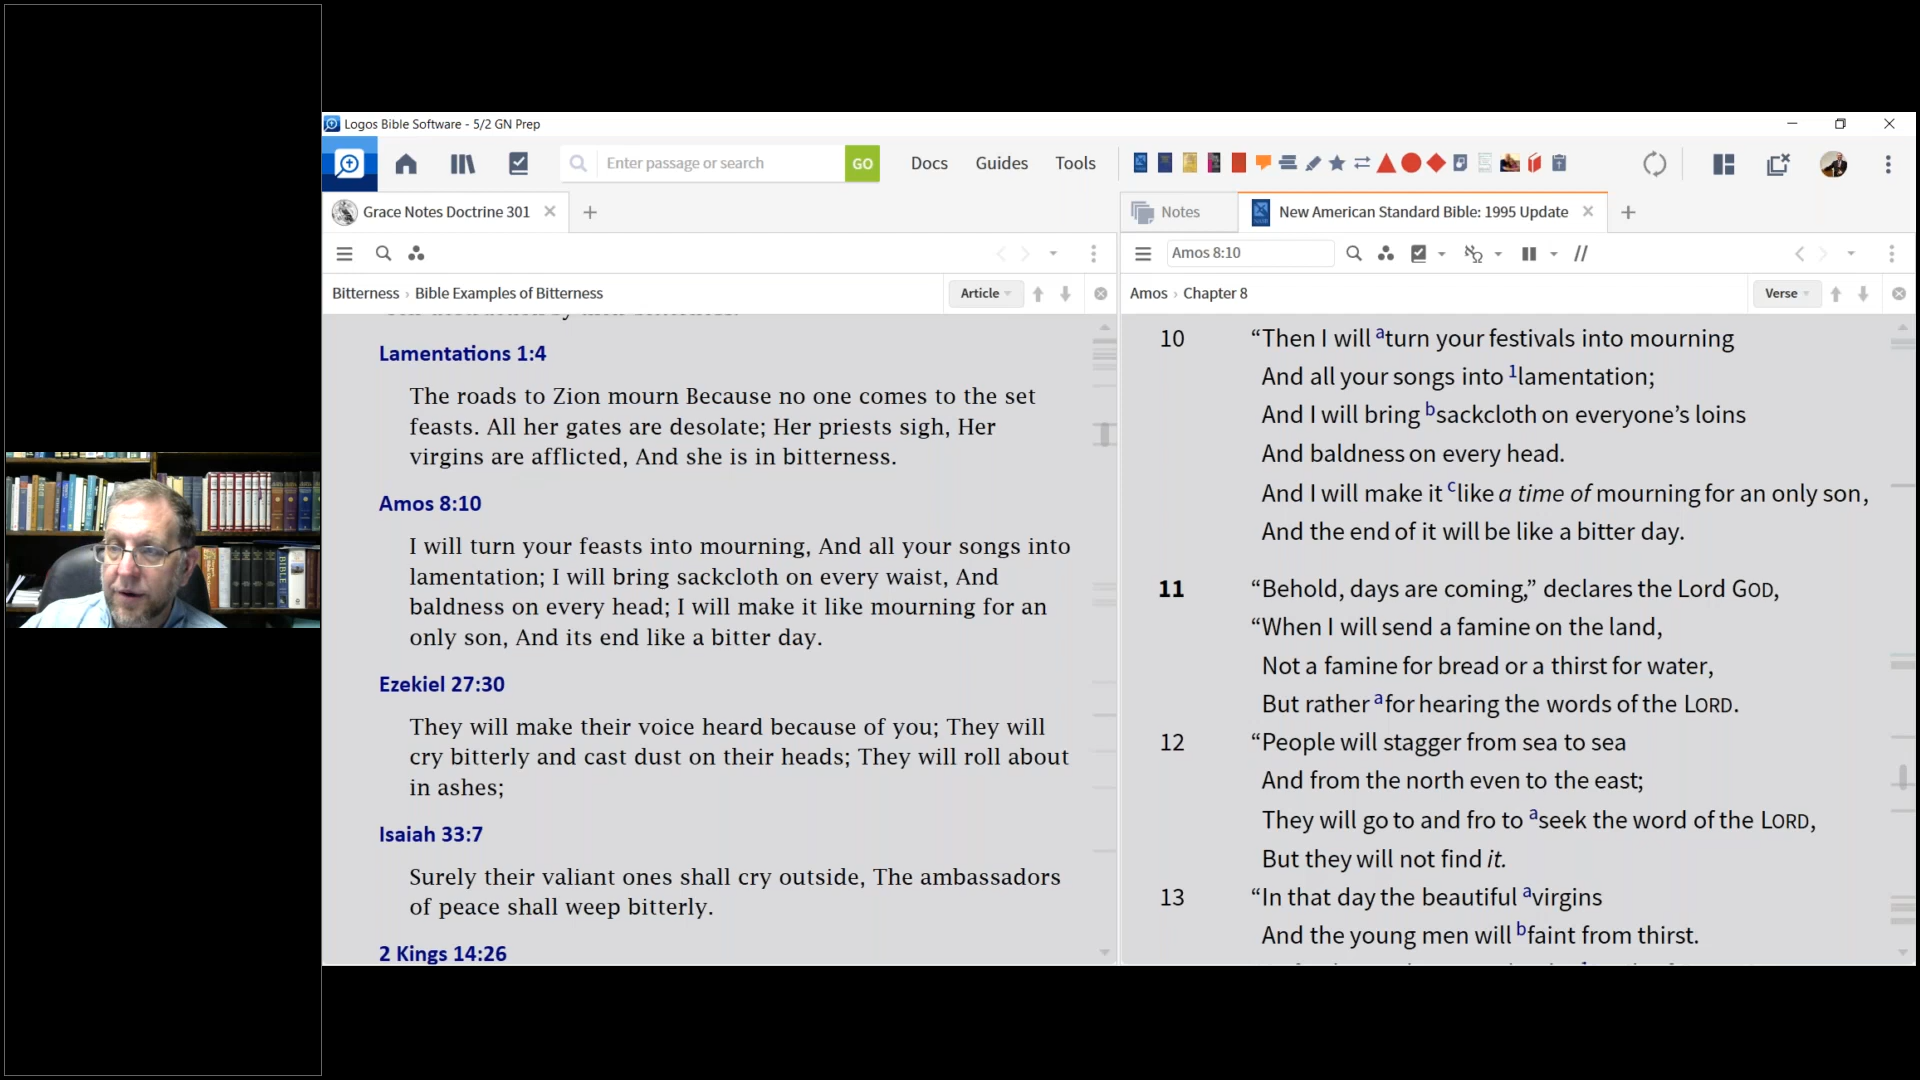 Logos Bible Software - 5/2 GN Prep
Enter passage or search
GO
Docs
Guides
Tools
Grace Notes Doctrine 301
Bitterness › Bible Examples of Bitterness
Article
Lamentations 1:4
The roads to Zion mourn Because no one comes to the set
feasts. All her gates are desolate; Her priests sigh, Her
virgins are afflicted, And she is in bitterness.
Amos 8:10
I will turn your feasts into mourning, And all your songs into
lamentation; I will bring sackcloth on every waist, And
baldness on every head; I will make it like mourning for an
only son, And its end like a bitter day.
Ezekiel 27:30
They will make their voice heard because of you; They will
cry bitterly and cast dust on their heads; They will roll about
in ashes;
Isaiah 33:7
Surely their valiant ones shall cry outside, The ambassadors
of peace shall weep bitterly.
2 Kings 14:26
Notes
New American Standard Bible: 1995 Update
Amos 8:10
Amos › Chapter 8
Verse
10 “Then I will aturn your festivals into mourning
And all your songs into 1lamentation;
And I will bring bsackcloth on everyone’s loins
And baldness on every head.
And I will make it clike a time of mourning for an only son,
And the end of it will be like a bitter day.
11 “Behold, days are coming,” declares the Lord GOD,
“When I will send a famine on the land,
Not a famine for bread or a thirst for water,
But rather afor hearing the words of the LORD.
12 “People will stagger from sea to sea
And from the north even to the east;
They will go to and fro to aseek the word of the LORD,
But they will not find it.
13 “In that day the beautiful avirgins
And the young men will bfaint from thirst.
BIBLE